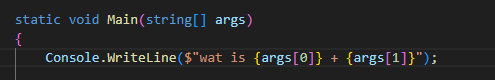 static void Main(string[] args)
{
    Console.WriteLine($"wat is {args[0]} + {args[1]}");